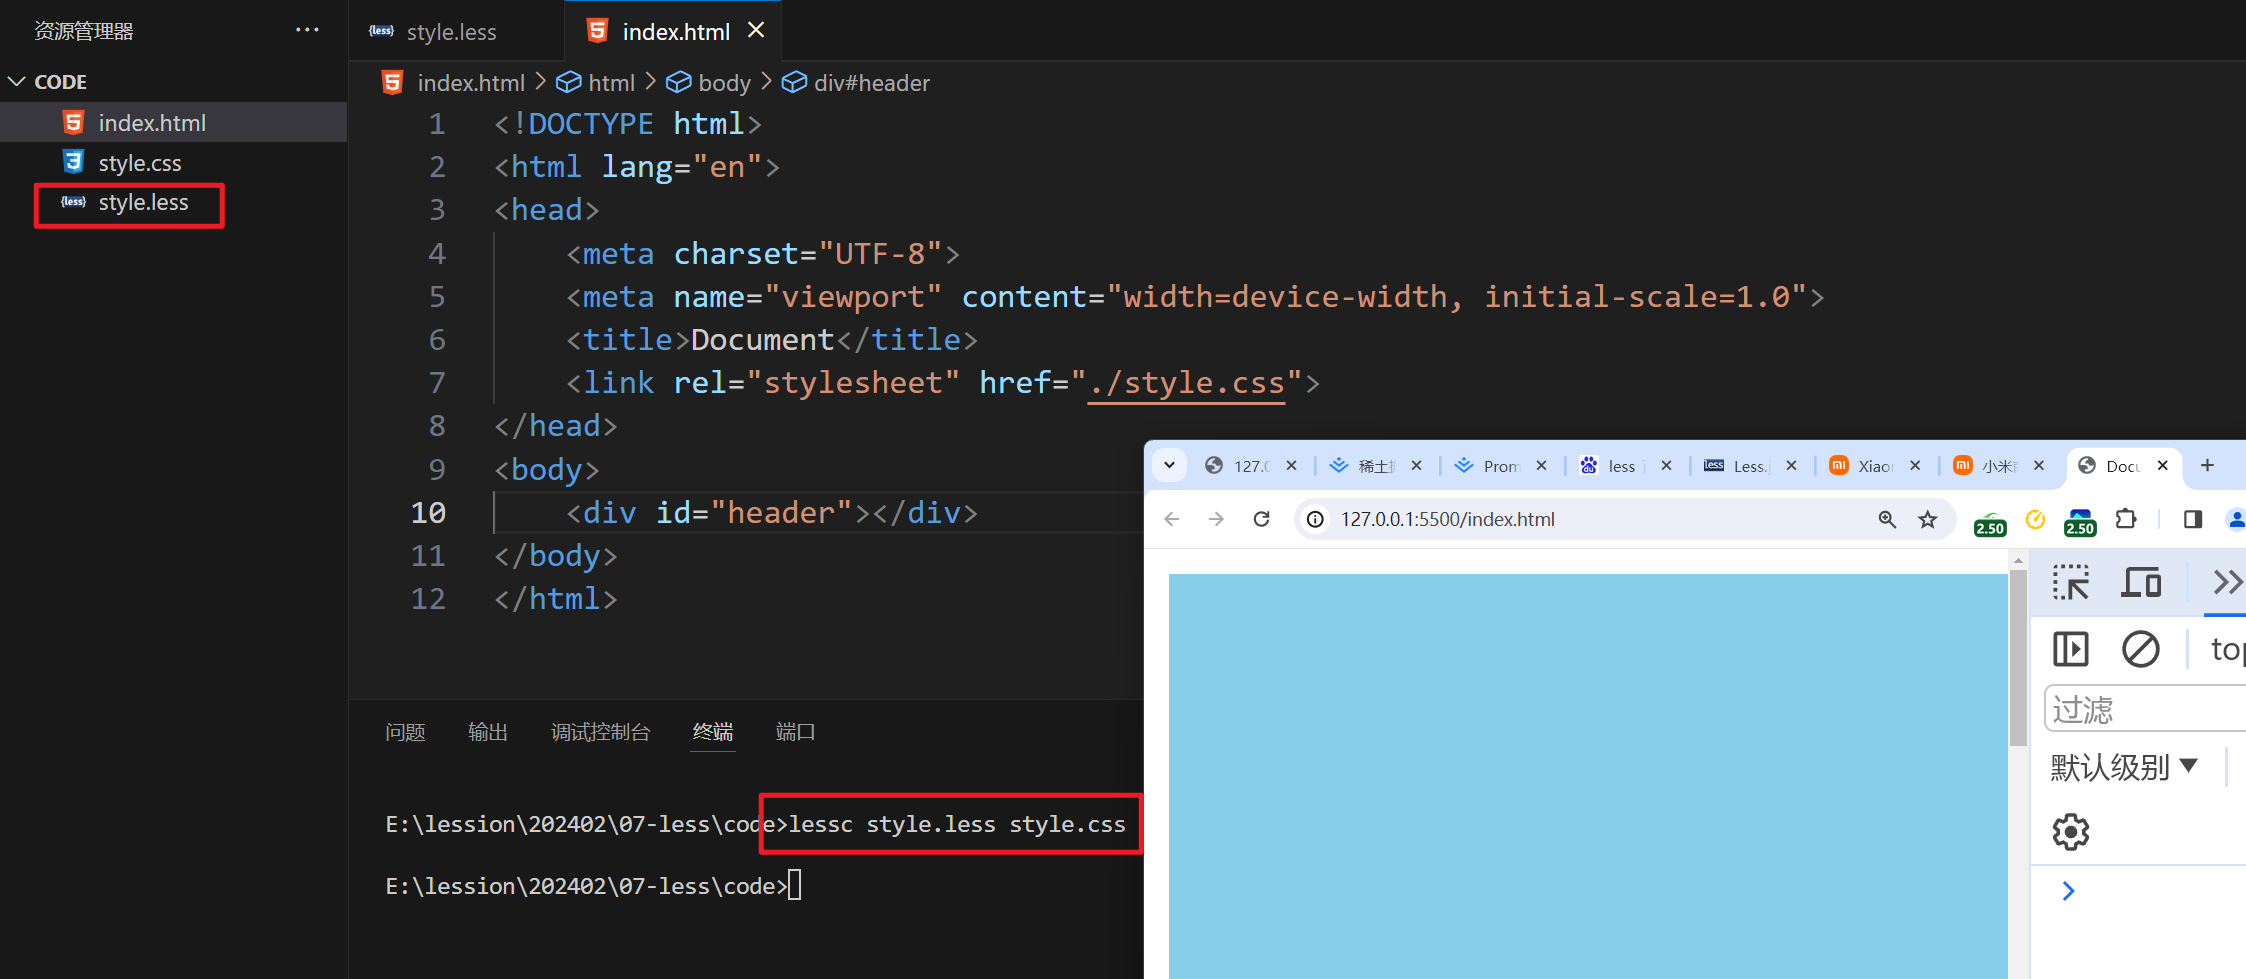 资源管理器 ···
CODE
index.html
style.css
style.less
style.less index.html
index.html > html > body > div#header
1 <!DOCTYPE html>
2 <html lang="en">
3 <head>
4 <meta charset="UTF-8">
5 <meta name="viewport" content="width=device-width, initial-scale=1.0">
6 <title>Document</title>
7 <link rel="stylesheet" href="./style.css">
8 </head>
9 <body>
10 <div id="header"></div>
11 </body>
12 </html>
问题 输出 调试控制台 终端 端口
E:\lession\202402\07-less\code>lessc style.less style.css
E:\lession\202402\07-less\code>
127.0 稀土 Prom less Less. Xiao 小米 Docu
127.0.0.1:5500/index.html
2.50 2.50
top
过滤
默认级别